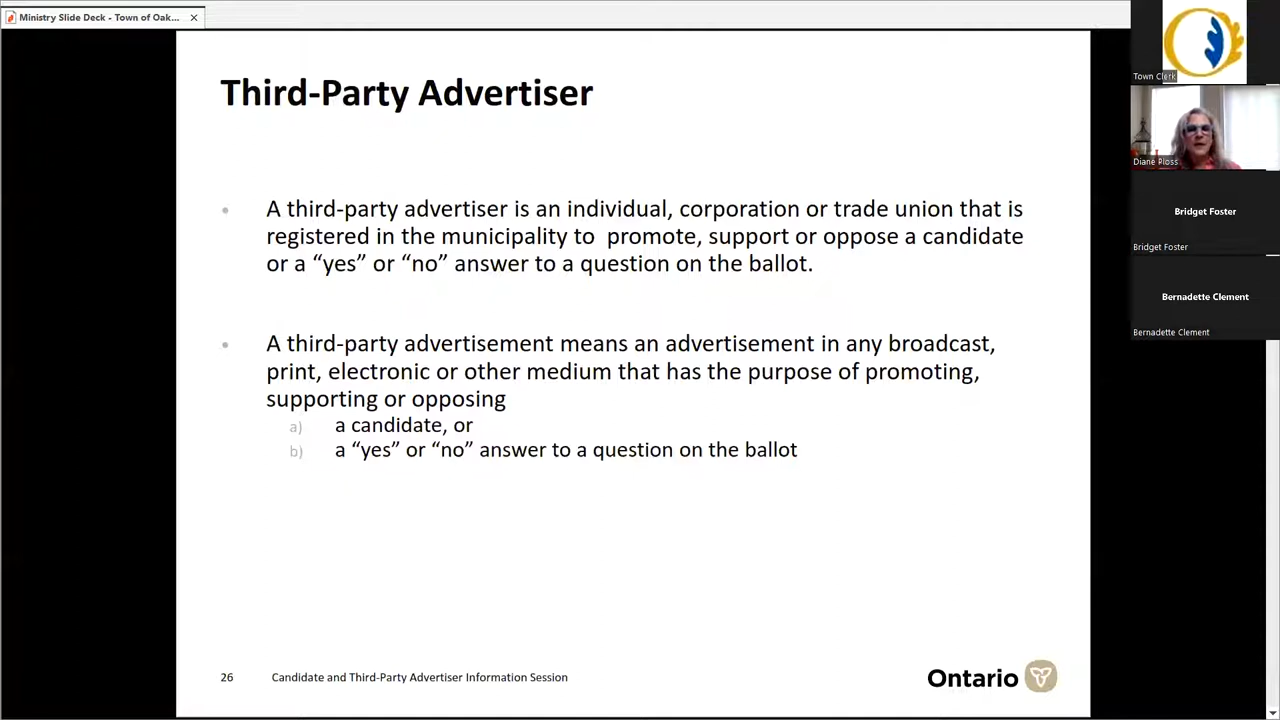 Ministry Slide Deck - Town of Oak...
Third-Party Advertiser
• A third-party advertiser is an individual, corporation or trade union that is
registered in the municipality to  promote, support or oppose a candidate
or a “yes” or “no” answer to a question on the ballot.
• A third-party advertisement means an advertisement in any broadcast,
print, electronic or other medium that has the purpose of promoting,
supporting or opposing
a) a candidate, or
b) a “yes” or “no” answer to a question on the ballot
26 Candidate and Third-Party Advertiser Information Session
Ontario
Town Clerk
Diane Ploss
Bridget Foster
Bridget Foster
Bernadette Clement
Bernadette Clement